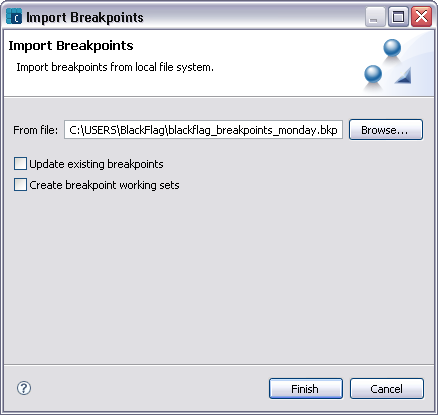 Import Breakpoints
Import Breakpoints
Import breakpoints from local file system.
From file: C:\USERS\BlackFlag\blackflag_breakpoints_monday.bkp Browse...
Update existing breakpoints
Create breakpoint working sets
? Finish Cancel